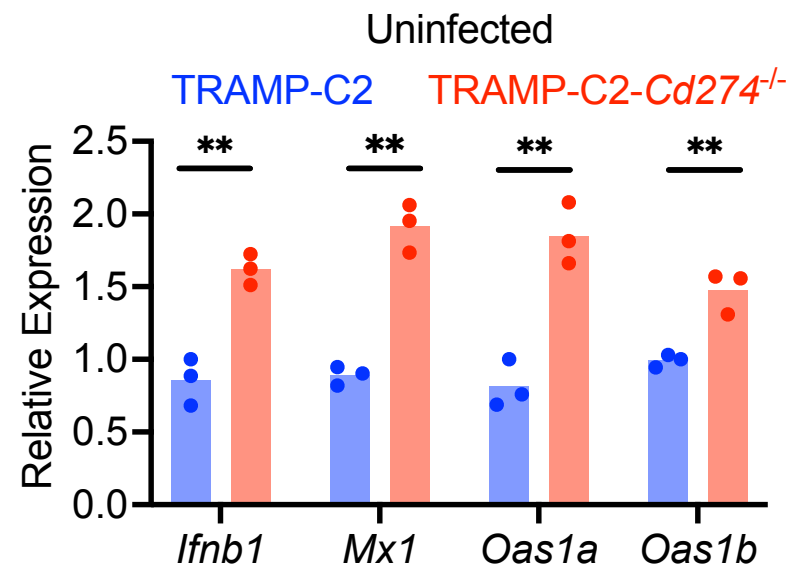 Uninfected
TRAMP-C2 TRAMP-C2-Cd274-/-
Relative Expression
2.5
2.0
1.5
1.0
0.5
0.0
** ** ** **
Ifnb1 Mx1 Oas1a Oas1b